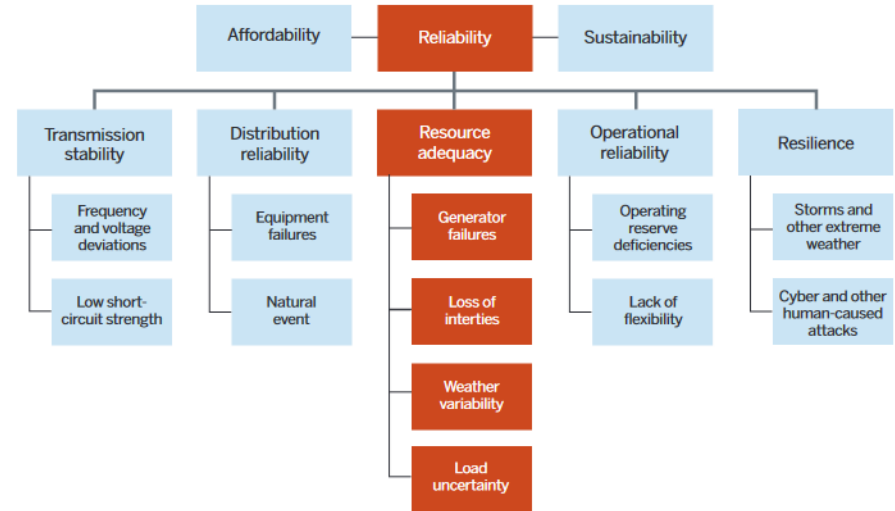 Affordability
Reliability
Sustainability
Transmission
stability
Distribution
reliability
Resource
adequacy
Operational
reliability
Resilience
Frequency
and voltage
deviations
Low short-
circuit strength
Equipment
failures
Natural
event
Generator
failures
Loss of
interties
Weather
variability
Load
uncertainty
Operating
reserve
deficiencies
Lack of
flexibility
Storms and
other extreme
weather
Cyber and other
human-caused
attacks